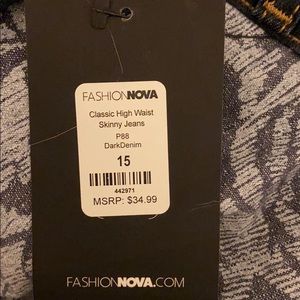 FASHIONNOVA
Classic High Waist
Skinny Jeans
P88
DarkDenim
15
442971
MSRP: $34.99
FASHIONNOVA.COM